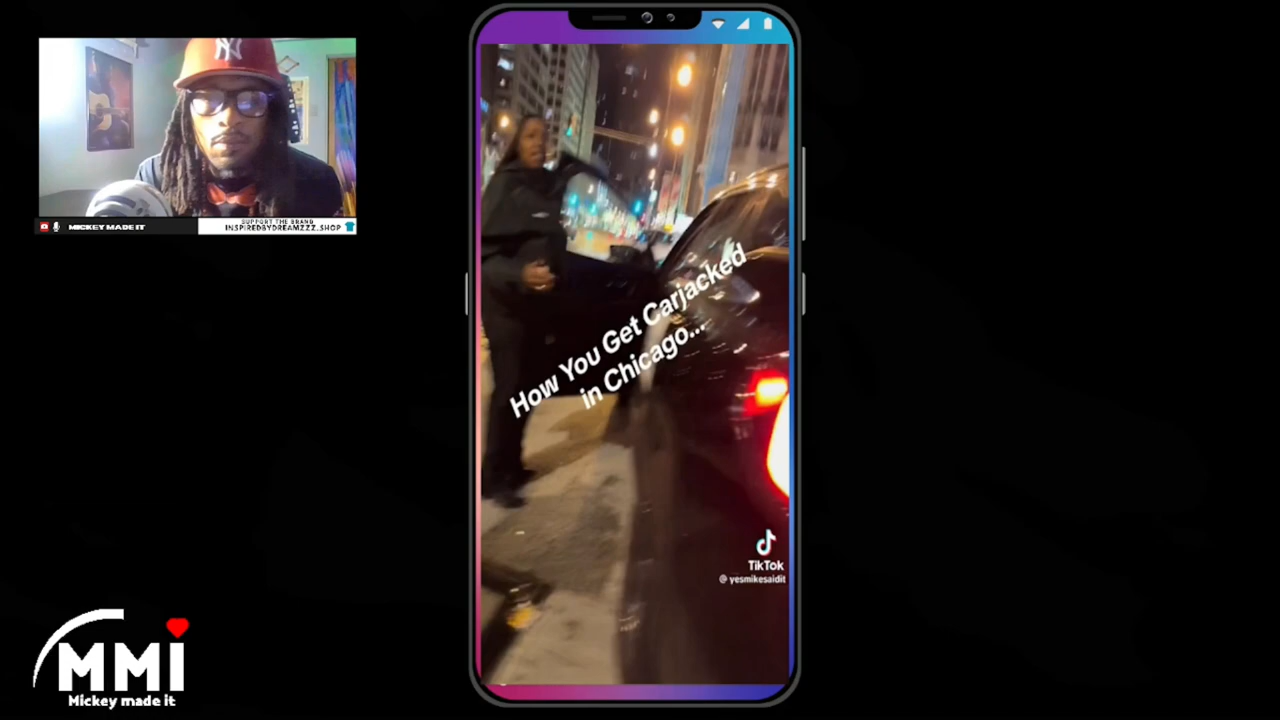 NY
MICKEY MADE IT
SUPPORT THE BRAND
INSPIREDBYDREAMZZZ.SHOP
How You Get Carjacked
in Chicago...
TikTok
@ yesmikesaidit
MMI
Mickey made it